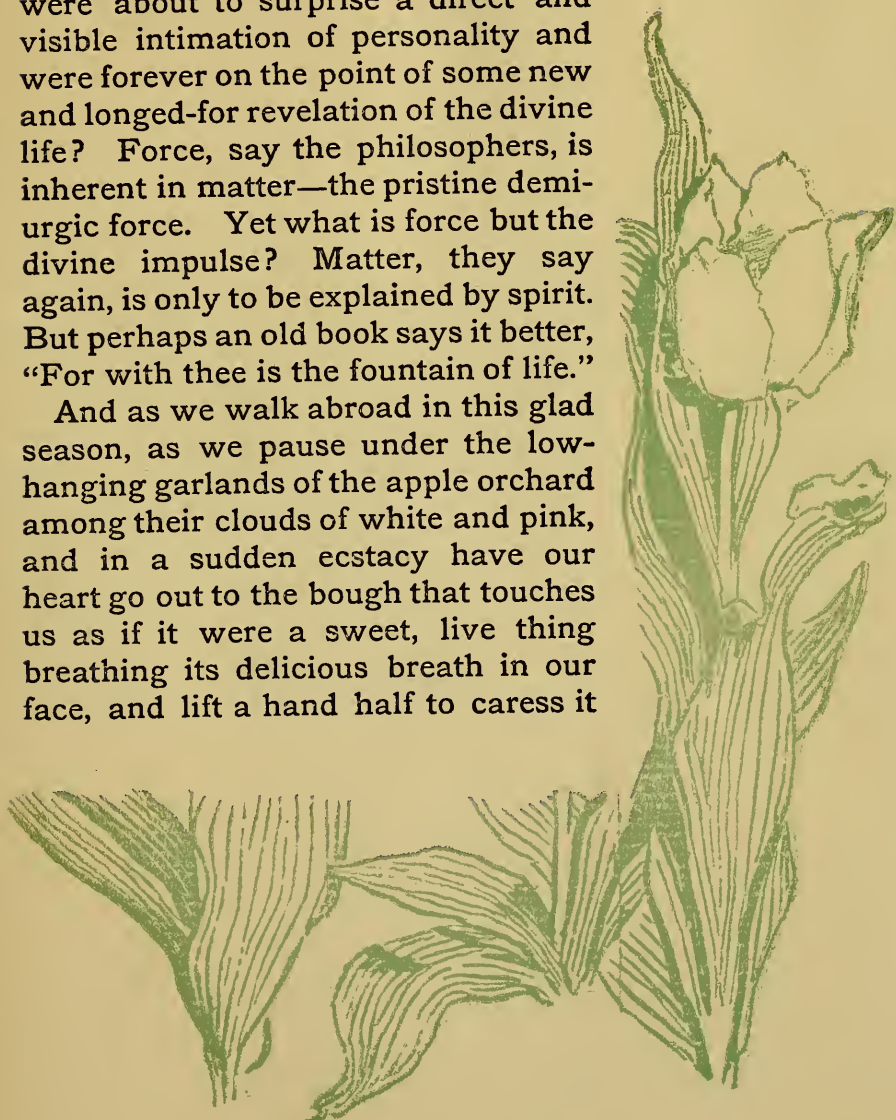 were about to surprise a direct and
visible intimation of personality and
were forever on the point of some new
and longed-for revelation of the divine
life? Force, say the philosophers, is
inherent in matter—the pristine demi-
urgic force. Yet what is force but the
divine impulse? Matter, they say
again, is only to be explained by spirit.
But perhaps an old book says it better,
“For with thee is the fountain of life.”
And as we walk abroad in this glad
season, as we pause under the low-
hanging garlands of the apple orchard
among their clouds of white and pink,
and in a sudden ecstacy have our
heart go out to the bough that touches
us as if it were a sweet, live thing
breathing its delicious breath in our
face, and lift a hand half to caress it